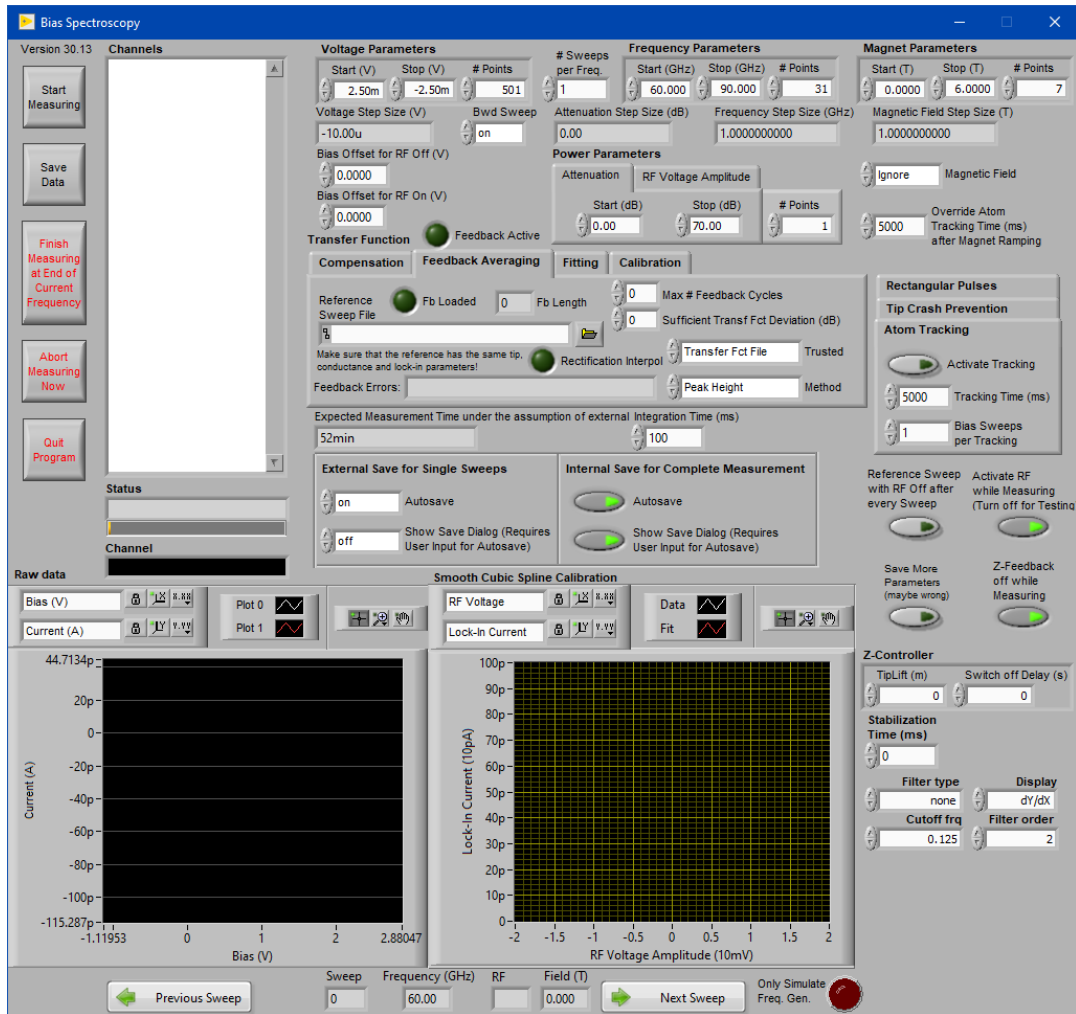 Bias Spectroscopy
Version 30.13
Channels
Start
Measuring
Save
Data
Finish
Measuring
at End of
Current
Frequency
Abort
Measuring
Now
Quit
Program
Status
Channel
Voltage Parameters
Start (V) Stop (V) # Points
2.50m -2.50m 501
# Sweeps
per Freq.
1
Frequency Parameters
Start (GHz) Stop (GHz) # Points
60.000 90.000 31
Magnet Parameters
Start (T) Stop (T) # Points
0.0000 6.0000 7
Voltage Step Size (V) Bwd Sweep
-10.00u on
Attenuation Step Size (dB)
0.00
Frequency Step Size (GHz)
1.0000000000
Magnetic Field Step Size (T)
1.0000000000
Bias Offset for RF Off (V)
0.0000
Bias Offset for RF On (V)
0.0000
Power Parameters
Attenuation RF Voltage Amplitude
Start (dB) Stop (dB) # Points
0.00 70.00 1
Ignore Magnetic Field
5000 Override Atom
Tracking Time (ms)
after Magnet Ramping
Transfer Function
Feedback Active
Compensation Feedback Averaging Fitting Calibration
Reference
Sweep File
Fb Loaded
0 Fb Length
0 Max # Feedback Cycles
0 Sufficient Transf Fct Deviation (dB)
Make sure that the reference has the same tip,
conductance and lock-in parameters!
Rectification Interpol
Transfer Fct File Trusted
Feedback Errors:
Peak Height Method
Rectangular Pulses
Tip Crash Prevention
Atom Tracking
Activate Tracking
5000 Tracking Time (ms)
1 Bias Sweeps
per Tracking
Expected Measurement Time under the assumption of external Integration Time (ms)
52min 100
External Save for Single Sweeps
on Autosave
off Show Save Dialog (Requires
User Input for Autosave)
Internal Save for Complete Measurement
Autosave
Show Save Dialog (Requires
User Input for Autosave)
Reference Sweep
with RF Off after
every Sweep
Activate RF
while Measuring
(Turn off for Testing
Save More
Parameters
(maybe wrong)
Z-Feedback
off while
Measuring
Raw data
Bias (V)
Current (A)
Plot 0
Plot 1
Smooth Cubic Spline Calibration
RF Voltage
Lock-In Current
Data
Fit
44.7134p
20p
0
-20p
-40p
-60p
-80p
-100p
-115.287p
Current (A)
-1.11953 0 1 2 2.88047
Bias (V)
100p
90p
80p
70p
60p
50p
40p
30p
20p
10p
0
Lock-In Current (10pA)
-2 -1.5 -1 -0.5 0 0.5 1 1.5 2
RF Voltage Amplitude (10mV)
Z-Controller
TipLift (m) Switch off Delay (s)
0 0
Stabilization
Time (ms)
0
Filter type Display
none dY/dX
Cutoff frq Filter order
0.125 2
Previous Sweep
Sweep Frequency (GHz) RF Field (T)
0 60.00 0.000
Next Sweep
Only Simulate
Freq. Gen.